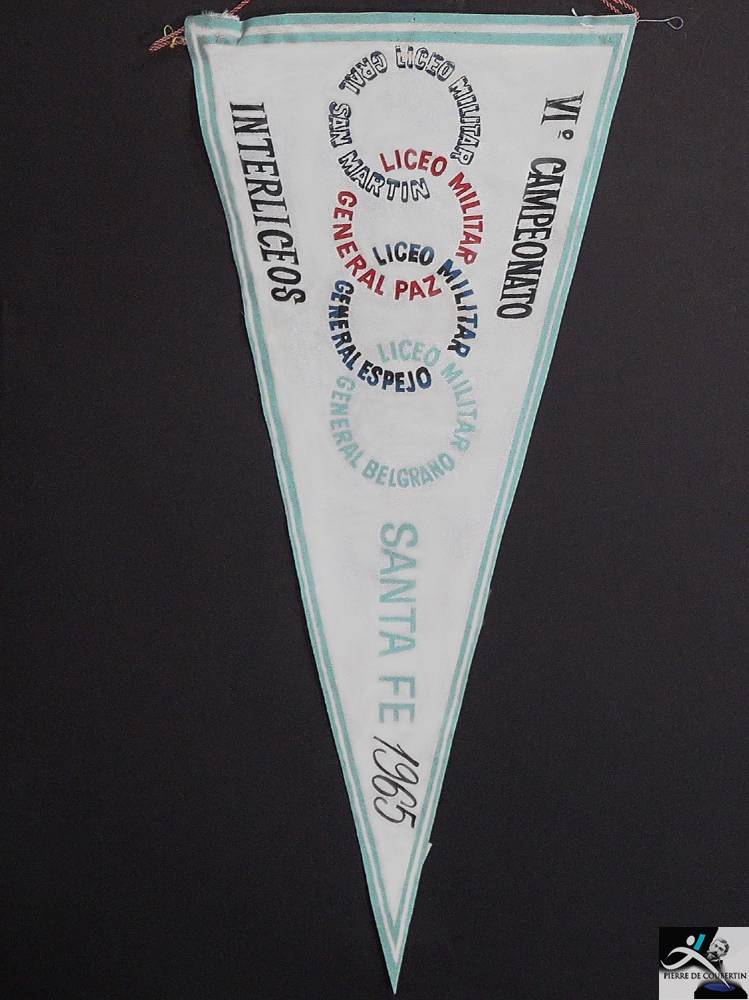 VIº CAMPEONATO
INTERLICEOS
LICEO MILITAR
GRAL SAN MARTIN
LICEO MILITAR
GENERAL PAZ
LICEO MILITAR
GENERAL ESPEJO
LICEO MILITAR
GENERAL BELGRANO
SANTA FE 1965
PIERRE DE COUBERTIN